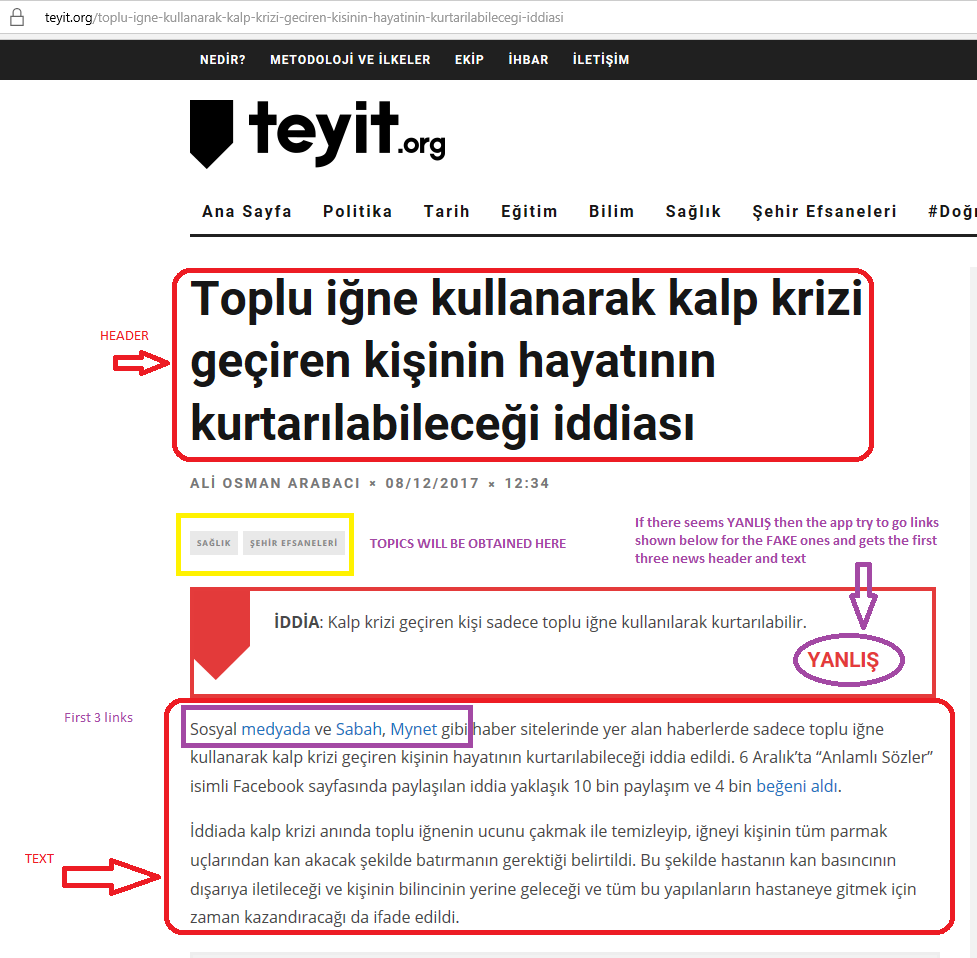 teyit.org/toplu-igne-kullanarak-kalp-krizi-geciren-kisinin-hayatinin-kurtarilabilecegi-iddiasi
NEDİR? METODOLOJİ VE İLKELER EKİP İHBAR İLETİŞİM
teyit.org
Ana Sayfa Politika Tarih Eğitim Bilim Sağlık Şehir Efsaneleri #Doğr
HEADER
Toplu iğne kullanarak kalp krizi
geçiren kişinin hayatının
kurtarılabileceği iddiası
ALİ OSMAN ARABACI × 08/12/2017 × 12:34
SAĞLIK ŞEHİR EFSANELERİ
TOPICS WILL BE OBTAINED HERE
If there seems YANLIŞ then the app try to go links
shown below for the FAKE ones and gets the first
three news header and text
İDDİA: Kalp krizi geçiren kişi sadece toplu iğne kullanılarak kurtarılabilir.
YANLIŞ
First 3 links
Sosyal medyada ve Sabah, Mynet gibi haber sitelerinde yer alan haberlerde sadece toplu iğne
kullanarak kalp krizi geçiren kişinin hayatının kurtarılabileceği iddia edildi. 6 Aralık’ta “Anlamlı Sözler”
isimli Facebook sayfasında paylaşılan iddia yaklaşık 10 bin paylaşım ve 4 bin beğeni aldı.
İddiada kalp krizi anında toplu iğnenin ucunu çakmak ile temizleyip, iğneyi kişinin tüm parmak
uçlarından kan akacak şekilde batırmanın gerektiği belirtildi. Bu şekilde hastanın kan basıncının
dışarıya iletileceği ve kişinin bilincinin yerine geleceği ve tüm bu yapılanların hastaneye gitmek için
zaman kazandıracağı da ifade edildi.
TEXT